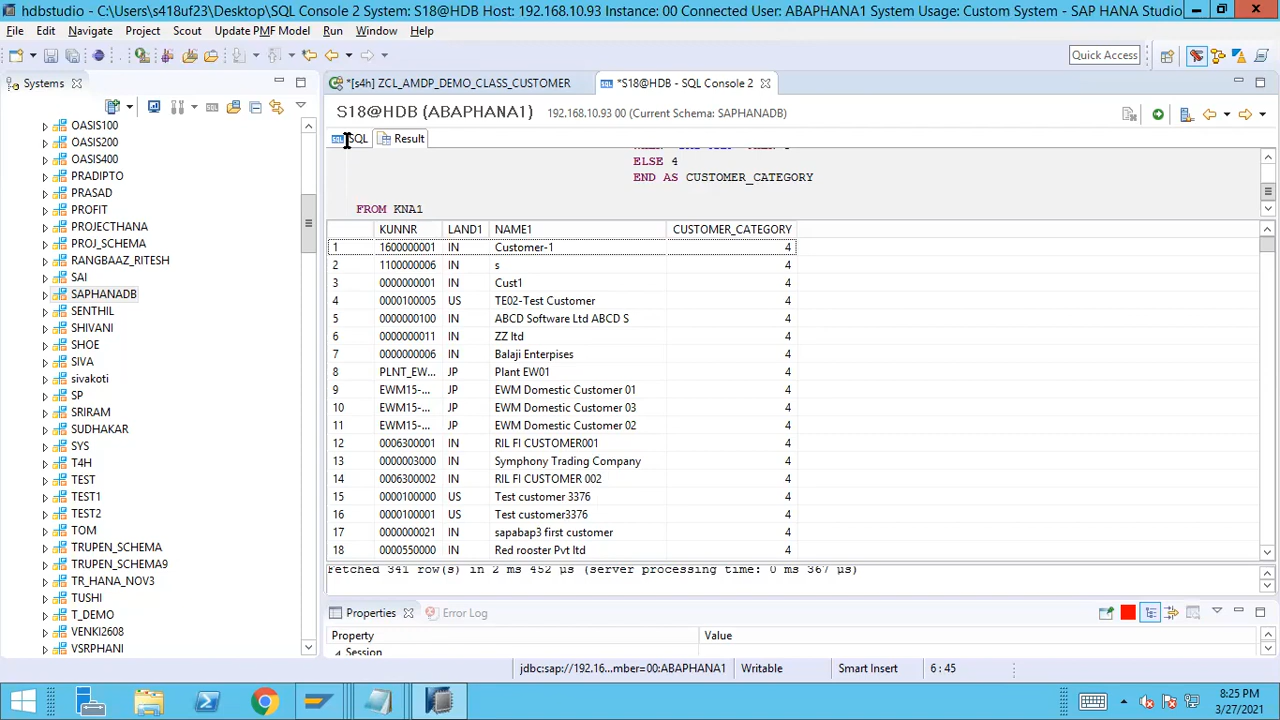 hdbstudio - C:\Users\s418uf23\Desktop\SQL Console 2 System: S18@HDB Host: 192.168.10.93 Instance: 00 Connected User: ABAPHANA1 System Usage: Custom System - SAP HANA Studio
File Edit Navigate Project Scout Update PMF Model Run Window Help
Quick Access
Systems
*[s4h] ZCL_AMDP_DEMO_CLASS_CUSTOMER
*S18@HDB - SQL Console 2
S18@HDB (ABAPHANA1) 192.168.10.93 00 (Current Schema: SAPHANADB)
SQL Result
OASIS100
OASIS200
OASIS400
PRADIPTO
PRASAD
PROFIT
PROJECTHANA
PROJ_SCHEMA
RANGBAAZ_RITESH
SAI
SAPHANADB
SENTHIL
SHIVANI
SHOE
SIVA
sivakoti
SP
SRIRAM
SUDHAKAR
SYS
T4H
TEST
TEST1
TEST2
TOM
TRUPEN_SCHEMA
TRUPEN_SCHEMA9
TR_HANA_NOV3
TUSHI
T_DEMO
VENKI2608
VSRPHANI
ELSE 4
END AS CUSTOMER_CATEGORY
FROM KNA1
KUNNR LAND1 NAME1 CUSTOMER_CATEGORY
1 1600000001 IN Customer-1 4
2 1100000006 IN s 4
3 0000000001 IN Cust1 4
4 0000100005 US TE02-Test Customer 4
5 0000000100 IN ABCD Software Ltd ABCD S 4
6 0000000011 IN ZZ ltd 4
7 0000000006 IN Balaji Enterpises 4
8 PLNT_EW... JP Plant EW01 4
9 EWM15-... JP EWM Domestic Customer 01 4
10 EWM15-... JP EWM Domestic Customer 03 4
11 EWM15-... JP EWM Domestic Customer 02 4
12 0006300001 IN RIL FI CUSTOMER001 4
13 0000003000 IN Symphony Trading Company 4
14 0006300002 IN RIL FI CUSTOMER 002 4
15 0000100000 US Test customer 3376 4
16 0000100001 US Test customer3376 4
17 0000000021 IN sapabap3 first customer 4
18 0000550000 IN Red rooster Pvt ltd 4
Fetched 341 row(s) in 2 ms 452 µs (server processing time: 0 ms 367 µs)
Properties Error Log
Property Value
Session
jdbc:sap://192.16...mber=00:ABAPHANA1 Writable Smart Insert 6 : 45
8:25 PM
3/27/2021